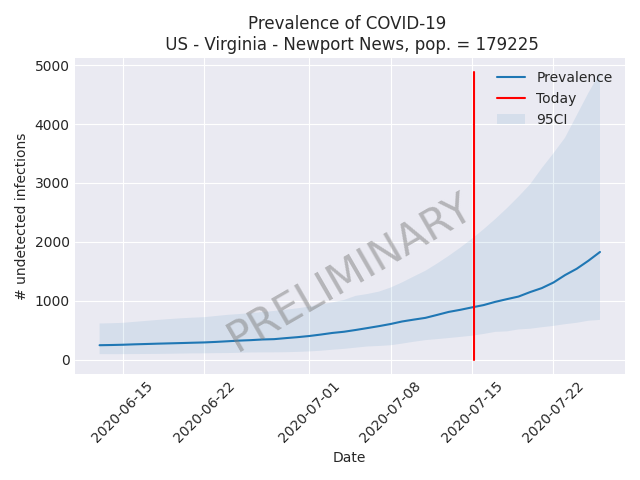 Prevalence of COVID-19
US - Virginia - Newport News, pop. = 179225
Prevalence
Today
95CI
5000
4000
3000
2000
1000
0
# undetected infections
PRELIMINARY
2020-06-15
2020-06-22
2020-07-01
2020-07-08
2020-07-15
2020-07-22
Date